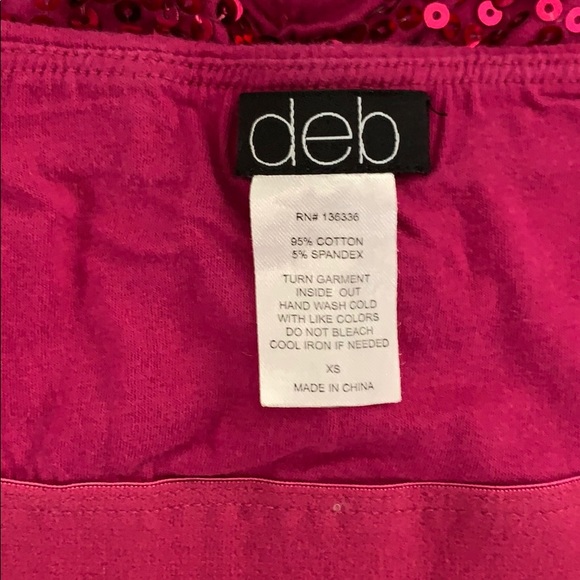 deb
RN# 136336
95% COTTON
5% SPANDEX
TURN GARMENT
INSIDE OUT
HAND WASH COLD
WITH LIKE COLORS
DO NOT BLEACH
COOL IRON IF NEEDED
XS
MADE IN CHINA